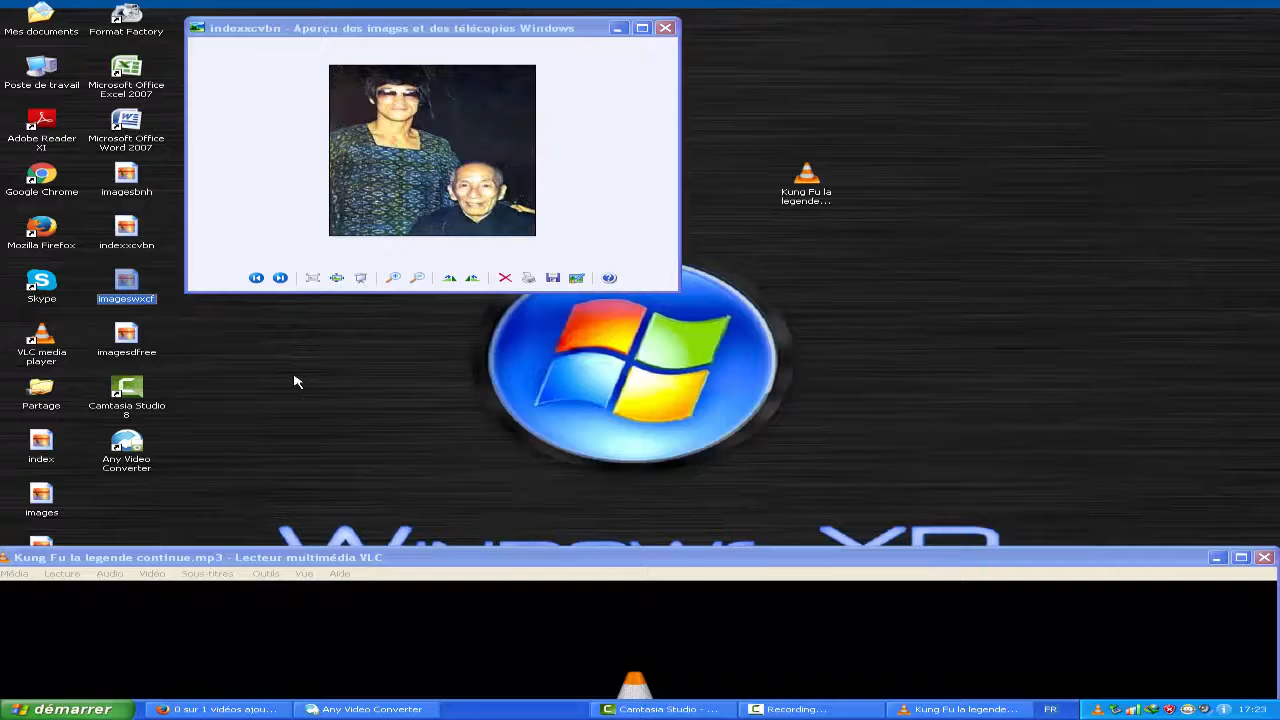 indexxcvbn - Aperçu des images et des télécopies Windows
Mes documents
Format Factory
Poste de travail
Microsoft Office
Excel 2007
Adobe Reader
XI
Microsoft Office
Word 2007
Google Chrome
imagesbnh
Mozilla Firefox
indexxcvbn
Skype
imageswxcf
VLC media
player
imagesdfree
Partage
Camtasia Studio
8
index
Any Video
Converter
images
Kung Fu la
legende...
Kung Fu la legende continue.mp3 - Lecteur multimédia VLC
Média Lecture Audio Vidéo Sous-titres Outils Vue Aide
démarrer
0 sur 1 vidéos ajou...
Any Video Converter
Camtasia Studio - ...
Recording...
Kung Fu la legende...
FR
17:23